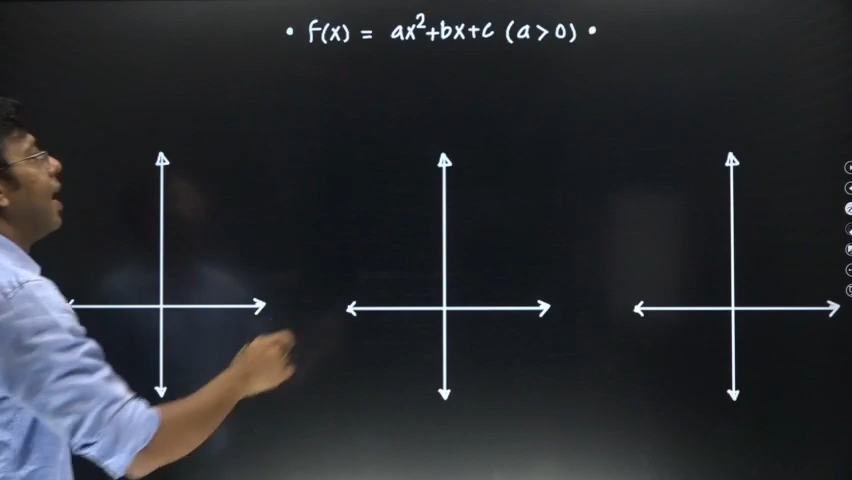 • f(x) = ax²+bx+c (a>0) •